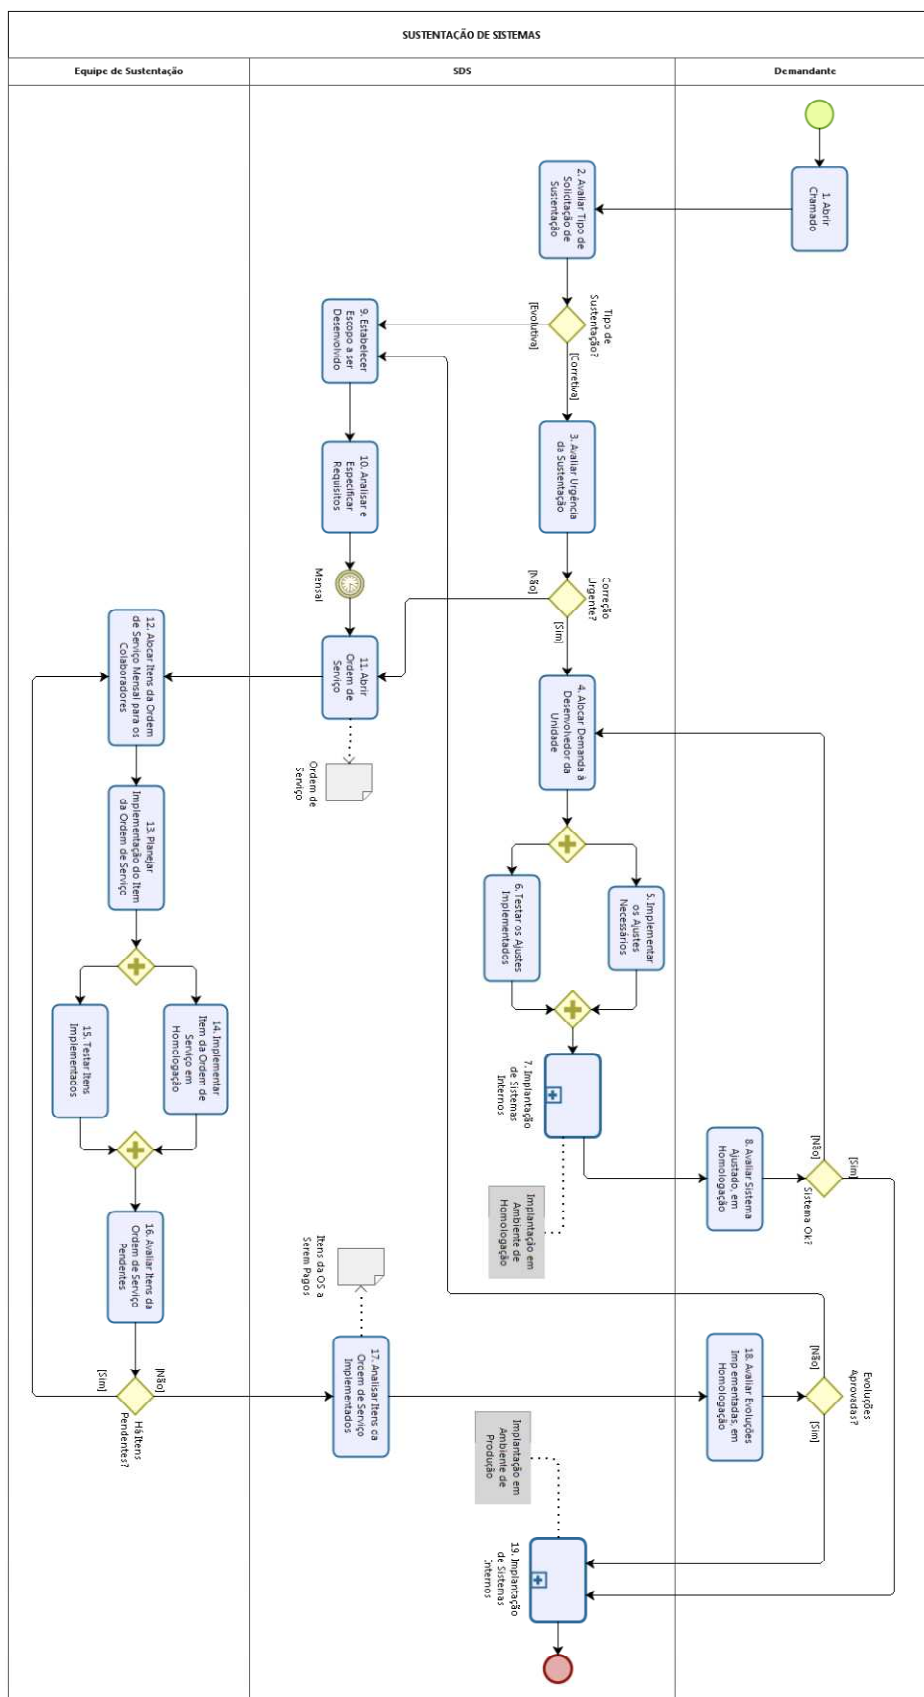 SUSTENTAÇÃO DE SISTEMAS
Equipe de Sustentação
SDS
Demandante
1. Abrir
Chamado
2. Avaliar Tipo de
Solicitação de
Sustentação
Tipo de
Sustentação?
[Evolutiva]
[Corretiva]
9. Estabelecer
Escopo a ser
Desenvolvido
3. Avaliar Urgência
da Sustentação
10. Analisar e
Especificar
Requisitos
Mensal
Correção
Urgente?
[Não]
[Sim]
12. Alocar Itens da Ordem
de Serviço Mensal para os
Colaboradores
11. Abrir
Ordem de
Serviço
Ordem de
Serviço
4. Alocar Demanda à
Desenvolvedor da
Unidade
13. Planejar
Implementação do Item
da Ordem de Serviço
6. Testar os Ajustes
Implementados
5. Implementar
os Ajustes
Necessários
14. Implementar
Item da Ordem de
Serviço em
Homologação
15. Testar Itens
Implementados
7. Implantação
de Sistemas
Internos
8. Avaliar Sistema
Ajustado, em
Homologação
[Não]
[Sim]
Sistema Ok?
Implantação em
Ambiente de
Homologação
16. Avaliar Itens da
Ordem de Serviço
Pendentes
Itens da OS a
Serem Pagos
17. Analisar Itens da
Ordem de Serviço
Implementados
18. Avaliar Evoluções
Implementadas, em
Homologação
Evoluções
Aprovadas?
[Não]
[Sim]
[Não]
[Sim]
Há Itens
Pendentes?
Implantação em
Ambiente de
Produção
19. Implantação
de Sistemas
Internos